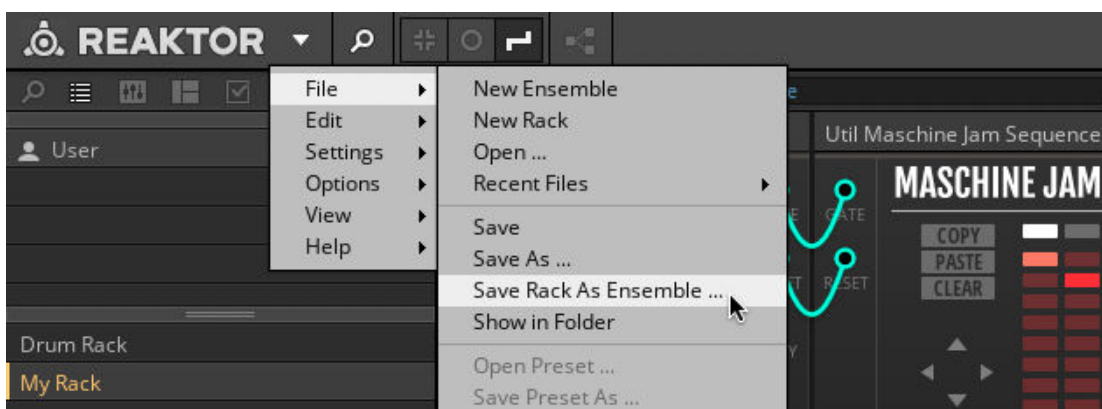 REAKTOR
File
Edit
Settings
Options
View
Help
New Ensemble
New Rack
Open ...
Recent Files
Save
Save As ...
Save Rack As Ensemble ...
Show in Folder
Open Preset ...
Save Preset As ...
User
Drum Rack
My Rack
Util Maschine Jam Sequence
MASCHINE JAM
GATE
RESET
COPY
PASTE
CLEAR